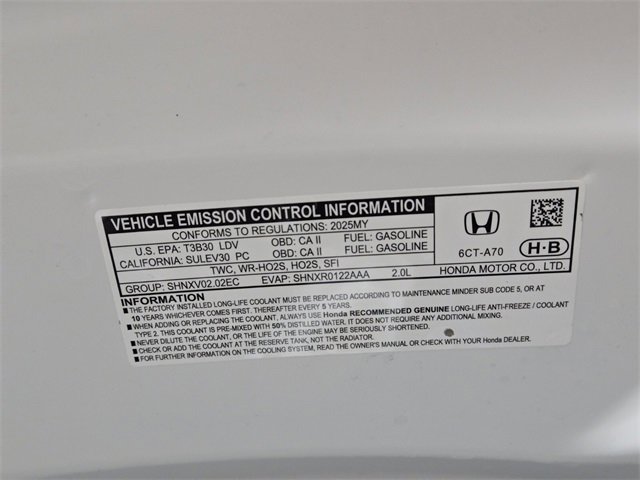 VEHICLE EMISSION CONTROL INFORMATION
CONFORMS TO REGULATIONS: 2025MY
U.S. EPA: T3B30 LDV OBD: CA II FUEL: GASOLINE
CALIFORNIA: SULEV30 PC OBD: CA II FUEL: GASOLINE
TWC, WR-HO2S, HO2S, SFI
GROUP: SHNXV02.02EC EVAP: SHNXR0122AAA 2.0L
6CT-A70
H·B
HONDA MOTOR CO., LTD.
INFORMATION
■ THE FACTORY INSTALLED LONG-LIFE COOLANT MUST BE REPLACED ACCORDING TO MAINTENANCE MINDER SUB CODE 5, OR AT
10 YEARS WHICHEVER COMES FIRST. THEREAFTER EVERY 5 YEARS.
■ WHEN ADDING OR REPLACING THE COOLANT, ALWAYS USE Honda RECOMMENDED GENUINE LONG-LIFE ANTI-FREEZE / COOLANT
TYPE 2. THIS COOLANT IS PRE-MIXED WITH 50% DISTILLED WATER, IT DOES NOT REQUIRE ANY ADDITIONAL MIXING.
■ NEVER DILUTE THE COOLANT, OR THE LIFE OF THE ENGINE MAY BE SERIOUSLY SHORTENED.
■ CHECK OR ADD COOLANT AT THE RESERVE TANK, NOT THE RADIATOR.
■ FOR FURTHER INFORMATION ON THE COOLING SYSTEM, READ THE OWNER'S MANUAL OR CHECK WITH YOUR Honda DEALER.